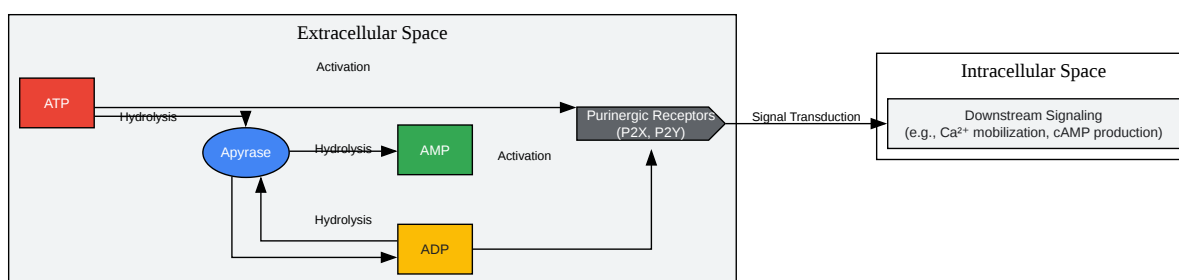 Extracellular Space
Activation
ATP
Hydrolysis
Purinergic Receptors
(P2X, P2Y)
Signal Transduction
Intracellular Space
Downstream Signaling
(e.g., Ca²⁺ mobilization, cAMP production)
Apyrase
Hydrolysis
AMP
Activation
Hydrolysis
ADP